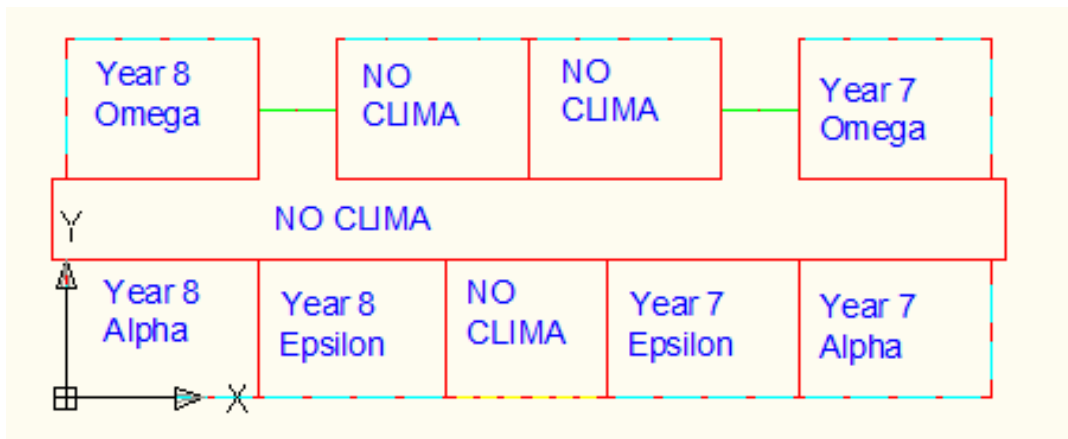 Year 8
Omega
NO
CLIMA
NO
CLIMA
Year 7
Omega
Y
NO CLIMA
Year 8
Alpha
Year 8
Epsilon
NO
CLIMA
Year 7
Epsilon
Year 7
Alpha
X